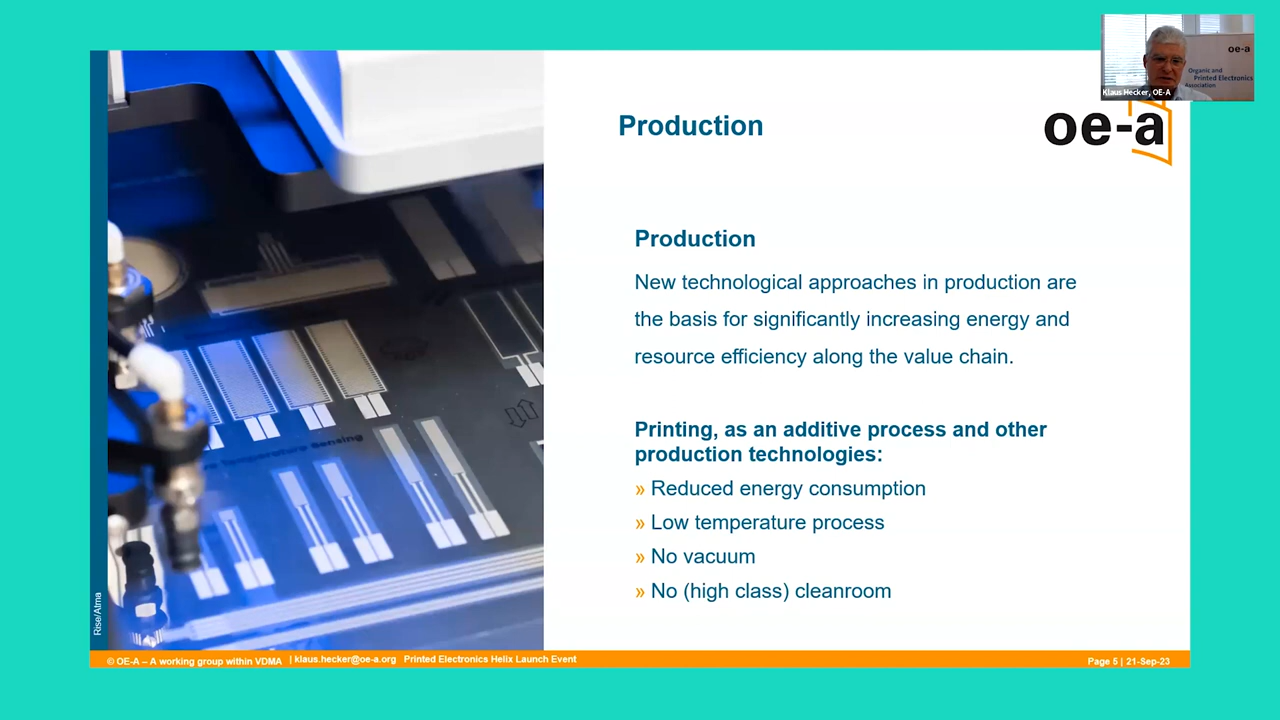 oe-a
Organic and
Printed Electronics
Association
Klaus Hecker, OE-A
Production
oe-a
Production
New technological approaches in production are
the basis for significantly increasing energy and
resource efficiency along the value chain.
Printing, as an additive process and other
production technologies:
» Reduced energy consumption
» Low temperature process
» No vacuum
» No (high class) cleanroom
Temperature Sensing
Rise/Atma
© OE-A – A working group within VDMA | klaus.hecker@oe-a.org Printed Electronics Helix Launch Event
Page 5 | 21-Sep-23